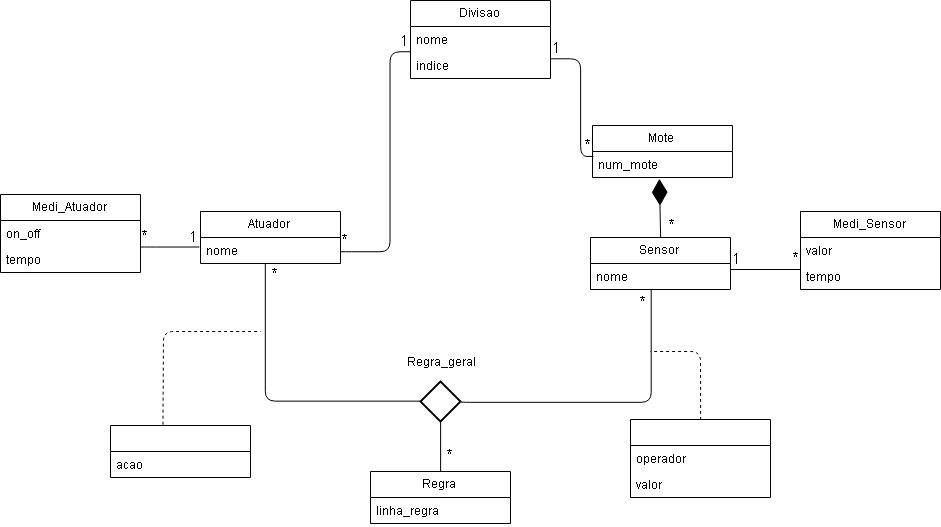 Divisao
nome
indice
1
1
*
*
Mote
num_mote
*
Medi_Atuador
on_off
tempo
*
1
Atuador
nome
*
Sensor
nome
*
1
*
Medi_Sensor
valor
tempo
Regra_geral
*
Regra
linha_regra
acao
operador
valor